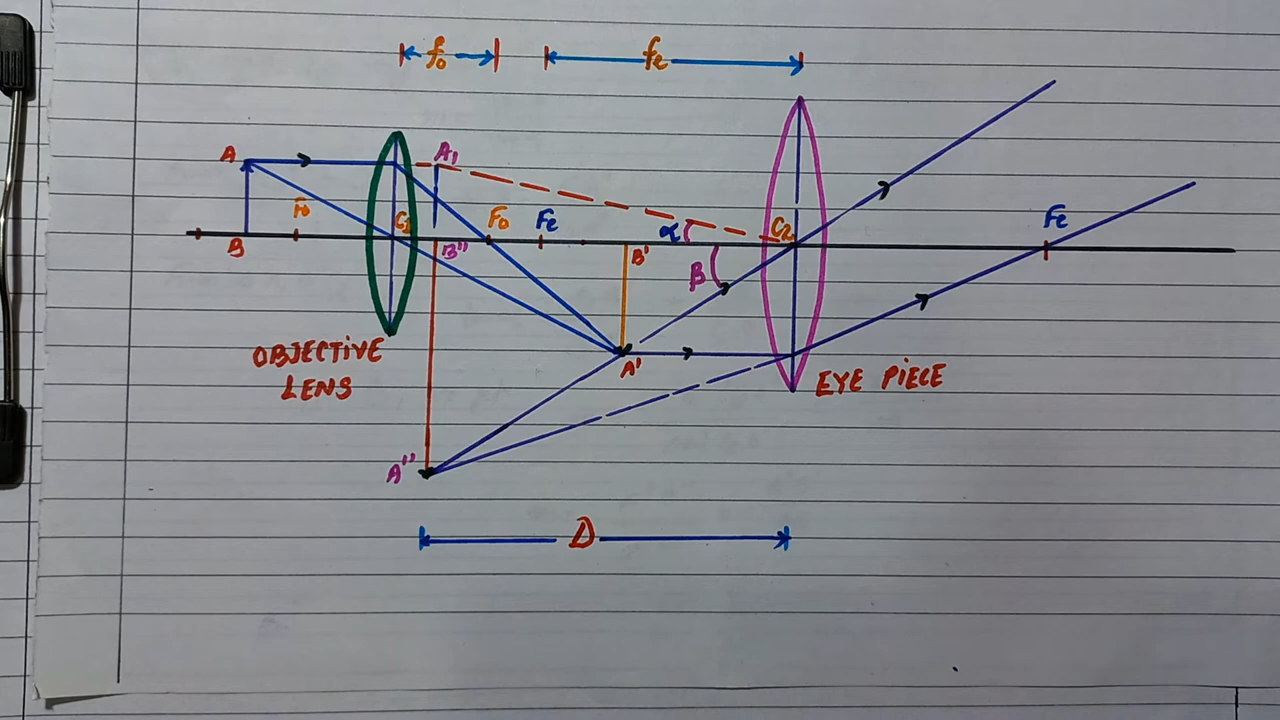 fo
fe
A
A1
Fo
C1
Fo
Fe
α
C2
Fe
B
B''
B'
β
OBJECTIVE
LENS
A'
EYE PIECE
A''
D